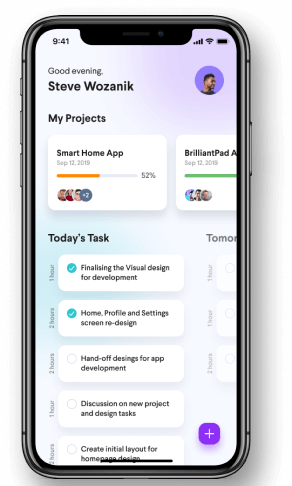 9:41
Good evening,
Steve Wozanik
My Projects
Smart Home App
Sep 12, 2019
52%
+2
BrilliantPad A
Sep 12, 2019
Today's Task
Tomor
1 hour
Finalising the Visual design
for development
1 hour
2 hours
Home, Profile and Settings
screen re-design
1 hour
2 hours
Hand-off desings for app
development
2 hours
1 hour
Discussion on new project
and design tasks
2 hours
Create initial layout for
homepage design